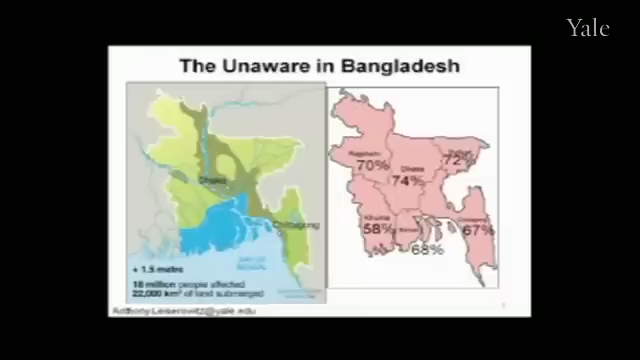 Yale
The Unaware in Bangladesh
Dhaka
Chittagong
BAY OF
BENGAL
+ 1.5 metre
18 million people affected
22,000 km² of land submerged
Rajshahi
70%
Dhaka
74%
72%
Khulna
58%
68%
67%
Anthony.Leiserowitz@yale.edu